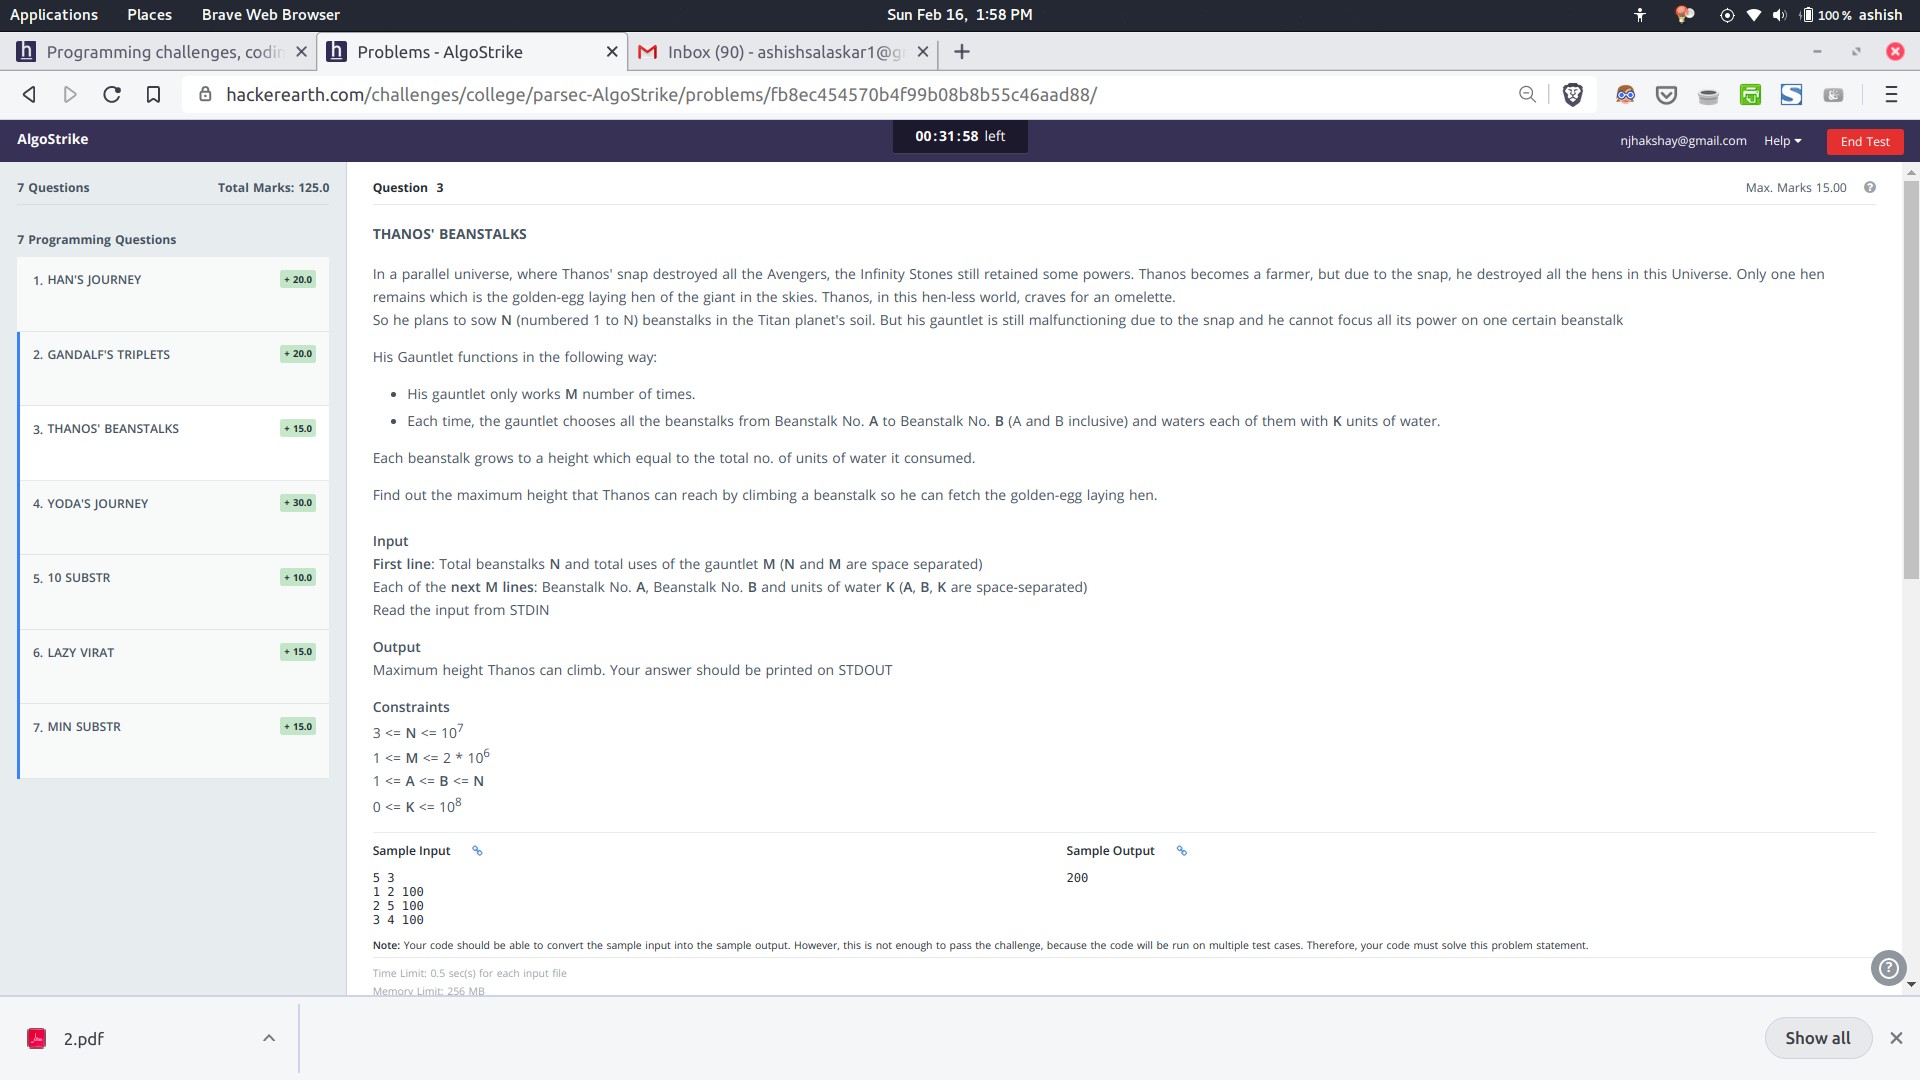 Applications Places Brave Web Browser Sun Feb 16, 1:58 PM 100 % ashish
Programming challenges, codin Problems - AlgoStrike Inbox (90) - ashishsalaskar1@g
hackerearth.com/challenges/college/parsec-AlgoStrike/problems/fb8ec454570b4f99b08b8b55c46aad88/
AlgoStrike 00:31:58 left njhakshay@gmail.com Help End Test
7 Questions Total Marks: 125.0
7 Programming Questions
1. HAN'S JOURNEY + 20.0
2. GANDALF'S TRIPLETS + 20.0
3. THANOS' BEANSTALKS + 15.0
4. YODA'S JOURNEY + 30.0
5. 10 SUBSTR + 10.0
6. LAZY VIRAT + 15.0
7. MIN SUBSTR + 15.0
Question 3 Max. Marks 15.00
THANOS' BEANSTALKS
In a parallel universe, where Thanos' snap destroyed all the Avengers, the Infinity Stones still retained some powers. Thanos becomes a farmer, but due to the snap, he destroyed all the hens in this Universe. Only one hen
remains which is the golden-egg laying hen of the giant in the skies. Thanos, in this hen-less world, craves for an omelette.
So he plans to sow N (numbered 1 to N) beanstalks in the Titan planet's soil. But his gauntlet is still malfunctioning due to the snap and he cannot focus all its power on one certain beanstalk
His Gauntlet functions in the following way:
• His gauntlet only works M number of times.
• Each time, the gauntlet chooses all the beanstalks from Beanstalk No. A to Beanstalk No. B (A and B inclusive) and waters each of them with K units of water.
Each beanstalk grows to a height which equal to the total no. of units of water it consumed.
Find out the maximum height that Thanos can reach by climbing a beanstalk so he can fetch the golden-egg laying hen.
Input
First line: Total beanstalks N and total uses of the gauntlet M (N and M are space separated)
Each of the next M lines: Beanstalk No. A, Beanstalk No. B and units of water K (A, B, K are space-separated)
Read the input from STDIN
Output
Maximum height Thanos can climb. Your answer should be printed on STDOUT
Constraints
3 <= N <= 10^7
1 <= M <= 2 * 10^6
1 <= A <= B <= N
0 <= K <= 10^8
Sample Input Sample Output
5 3 200
1 2 100
2 5 100
3 4 100
Note: Your code should be able to convert the sample input into the sample output. However, this is not enough to pass the challenge, because the code will be run on multiple test cases. Therefore, your code must solve this problem statement.
Time Limit: 0.5 sec(s) for each input file
Memory Limit: 256 MB
2.pdf Show all